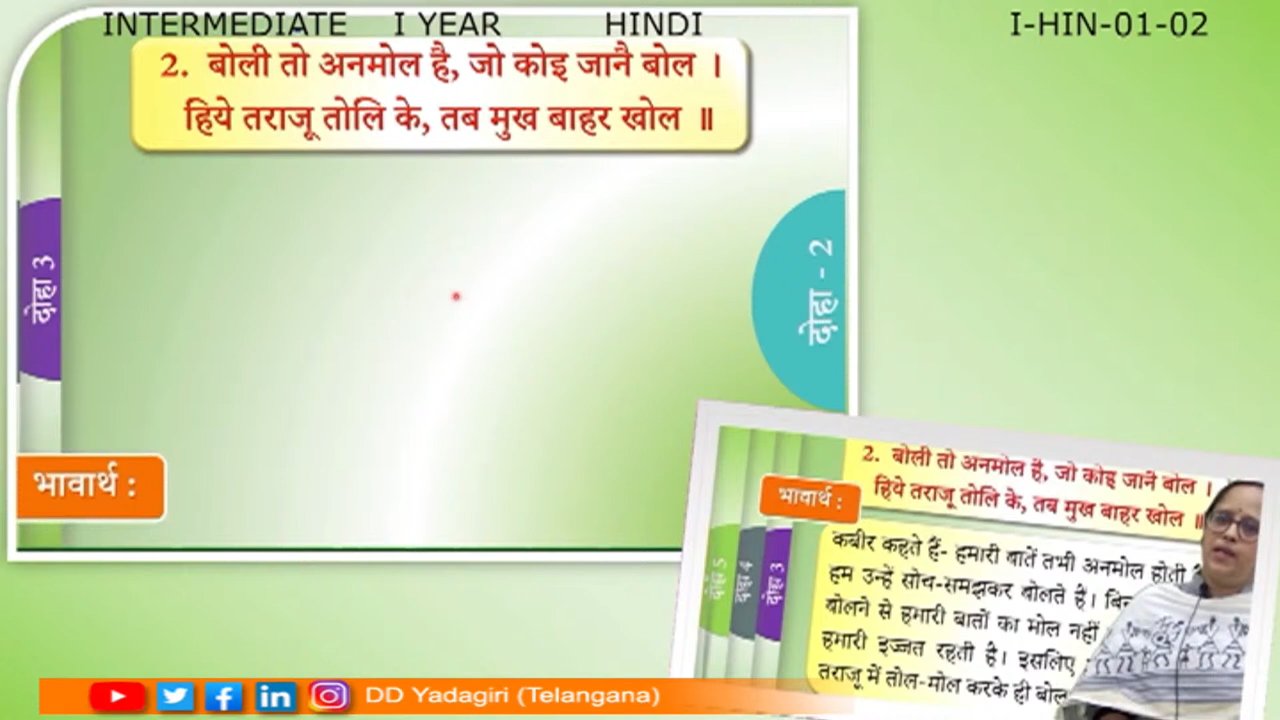 INTERMEDIATE I YEAR HINDI I-HIN-01-02
2. बोली तो अनमोल है, जो कोइ जानै बोल ।
हिये तराजू तोलि के, तब मुख बाहर खोल ॥
दोहा 3
दोहा - 2
भावार्थ :
2. बोली तो अनमोल है, जो कोइ जानै बोल ।
हिये तराजू तोलि के, तब मुख बाहर खोल ॥
भावार्थ :
कबीर कहते हैं- हमारी बातें तभी अनमोल होती
हम उन्हें सोच-समझकर बोलते हैं।
बोलने से हमारी बातों का मोल नहीं
हमारी इज्जत रहती है। इसलिए
तराजू में तोल-मोल करके ही
दोहा 5
दोहा 4
दोहा 3
DD Yadagiri (Telangana)